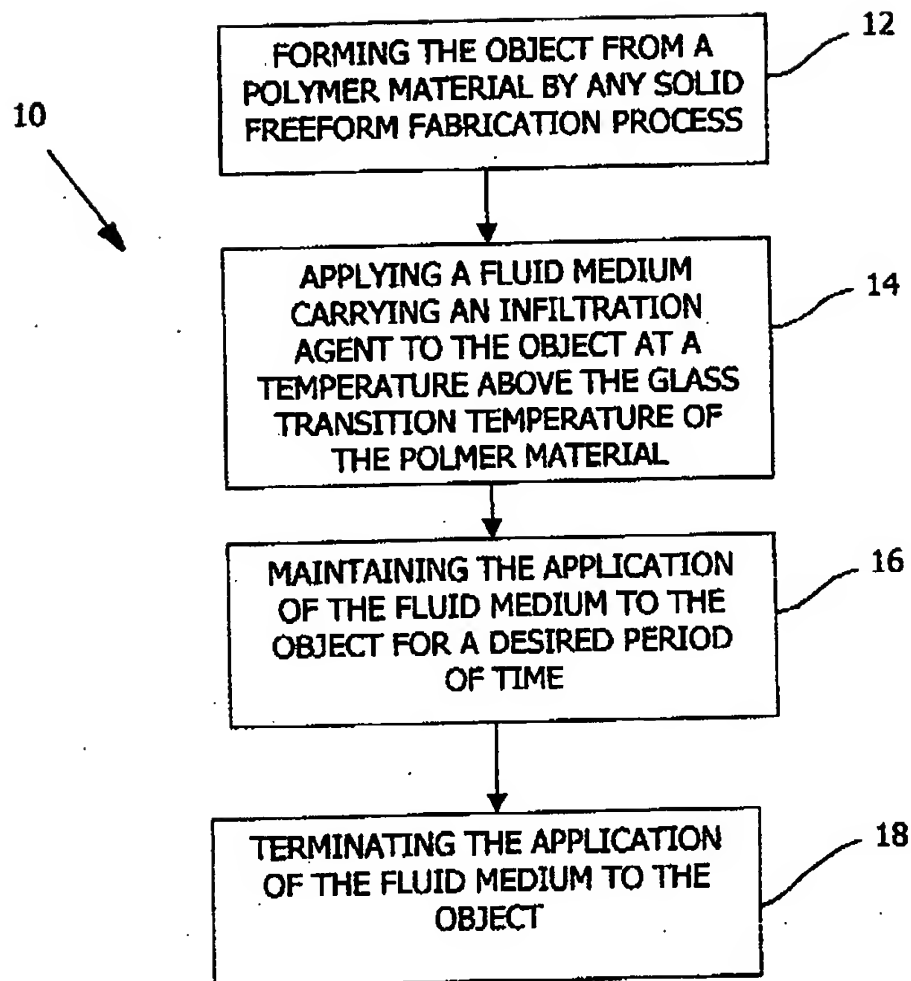 12
FORMING THE OBJECT FROM A
POLYMER MATERIAL BY ANY SOLID
FREEFORM FABRICATION PROCESS
10
APPLYING A FLUID MEDIUM
CARRYING AN INFILTRATION
AGENT TO THE OBJECT AT A
TEMPERATURE ABOVE THE GLASS
TRANSITION TEMPERATURE OF
THE POLMER MATERIAL
14
MAINTAINING THE APPLICATION
OF THE FLUID MEDIUM TO THE
OBJECT FOR A DESIRED PERIOD
OF TIME
16
TERMINATING THE APPLICATION
OF THE FLUID MEDIUM TO THE
OBJECT
18